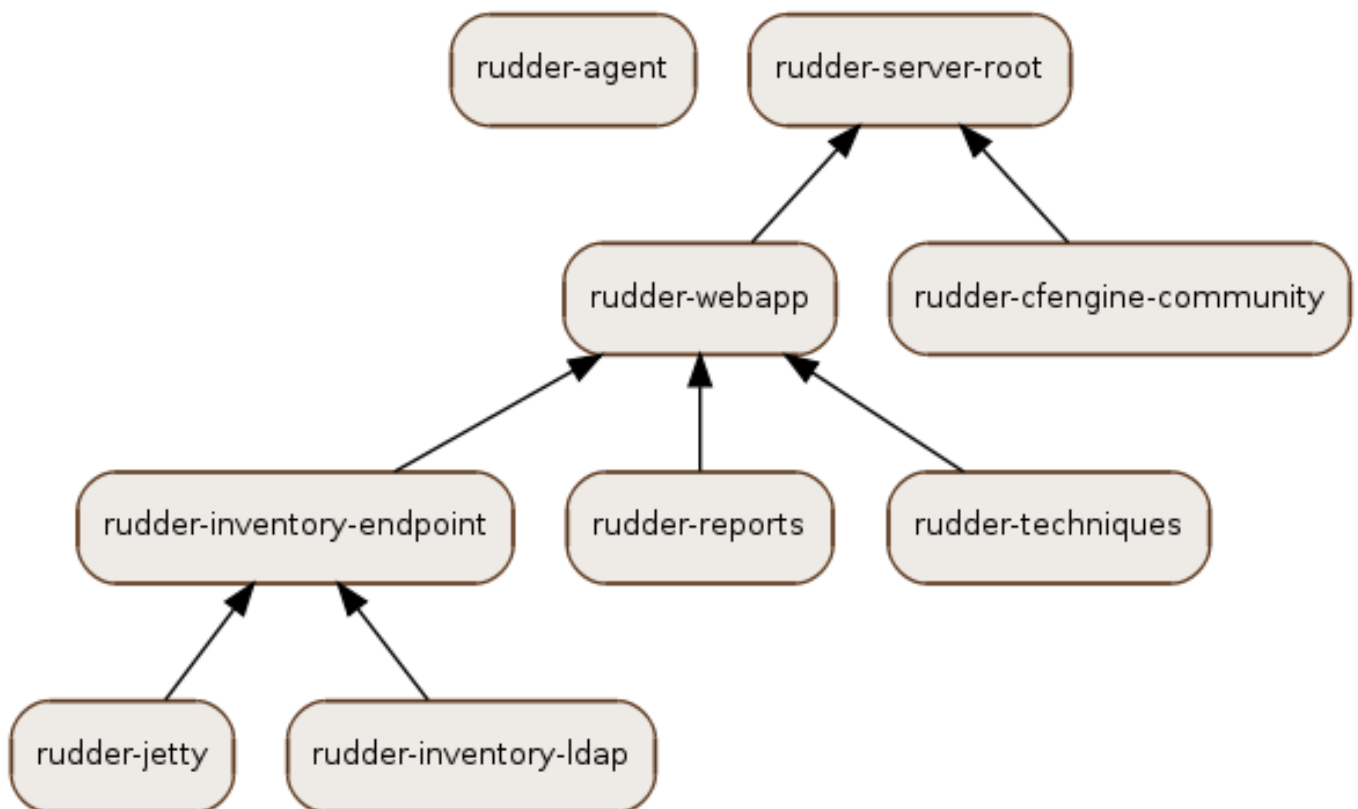 rudder-agent
rudder-server-root
rudder-webapp
rudder-cfengine-community
rudder-inventory-endpoint
rudder-reports
rudder-techniques
rudder-jetty
rudder-inventory-ldap